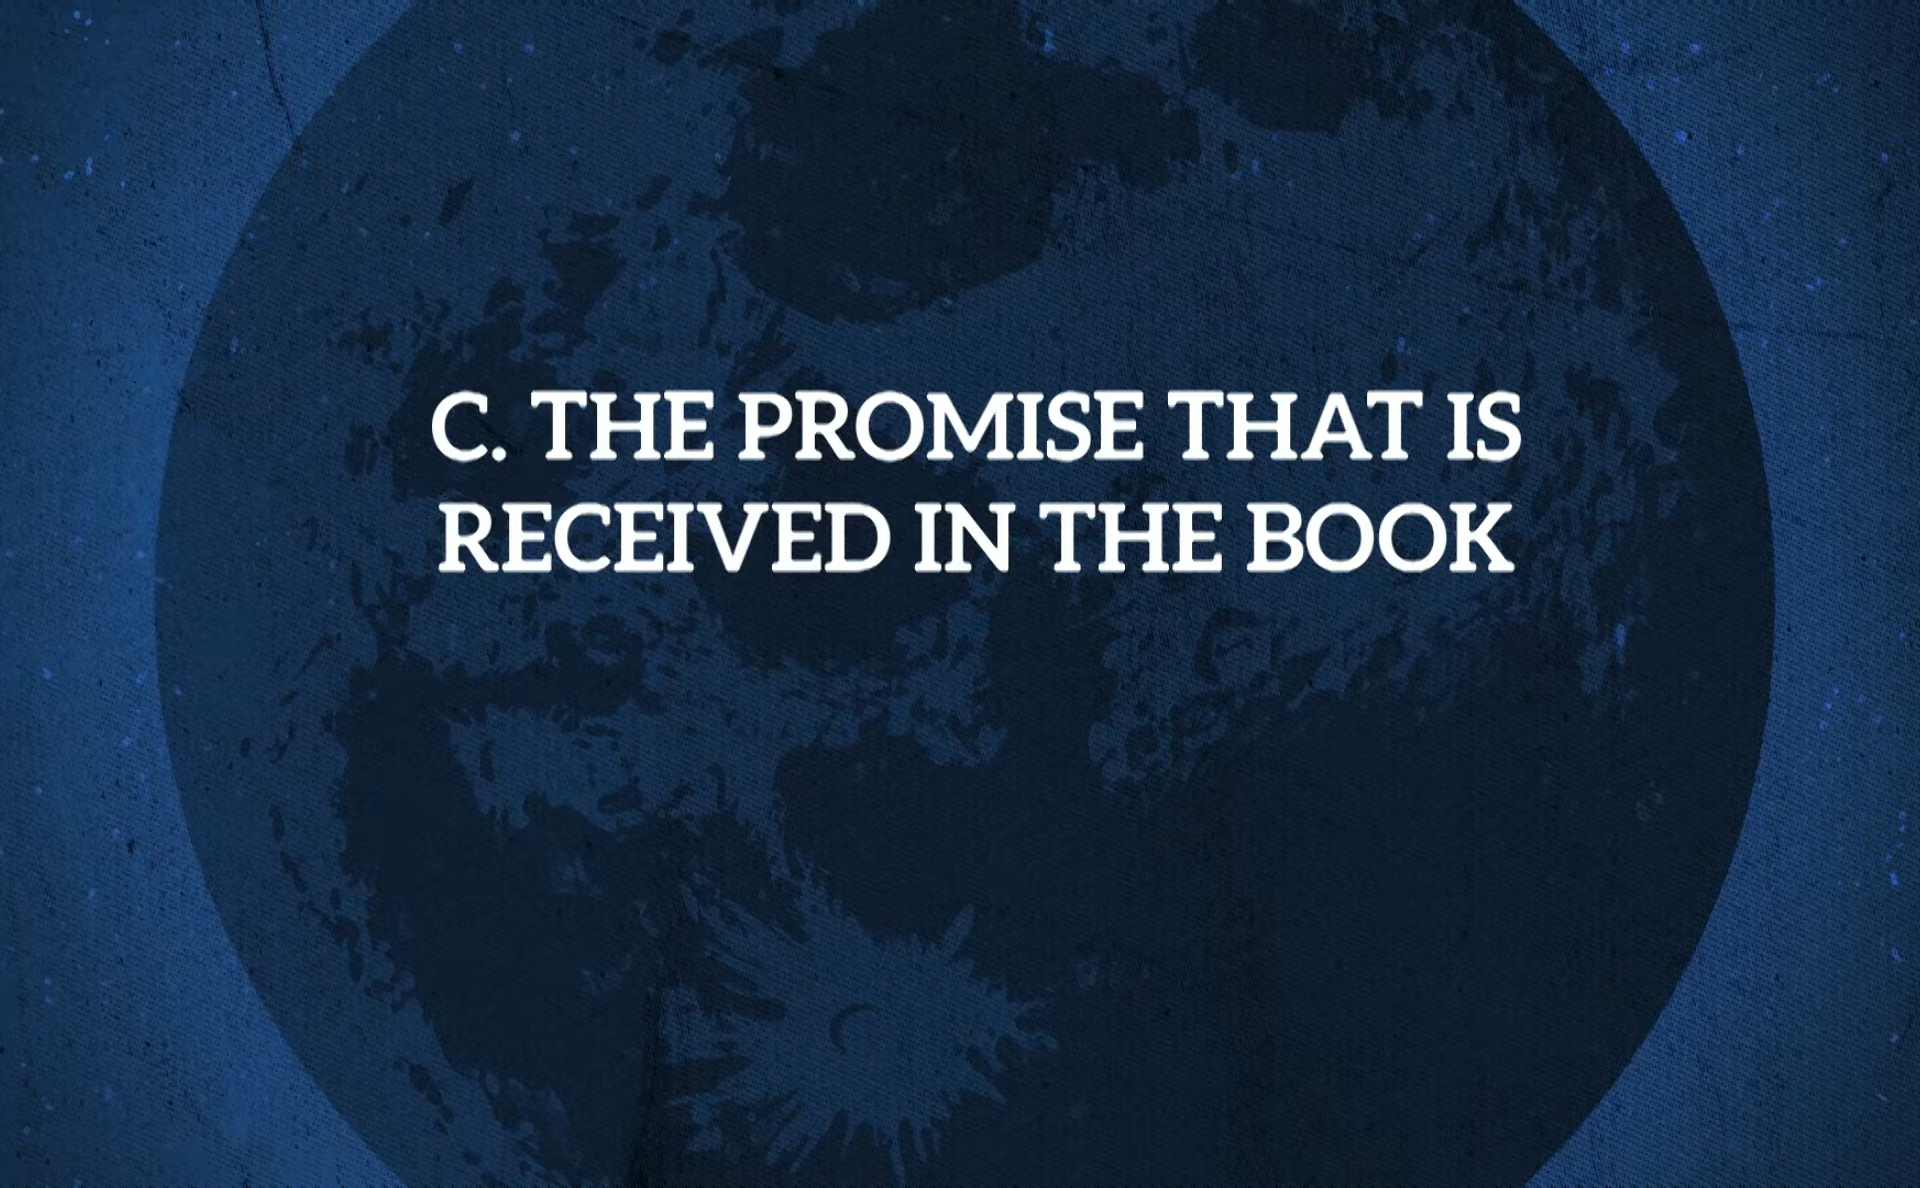 C. THE PROMISE THAT IS
RECEIVED IN THE BOOK